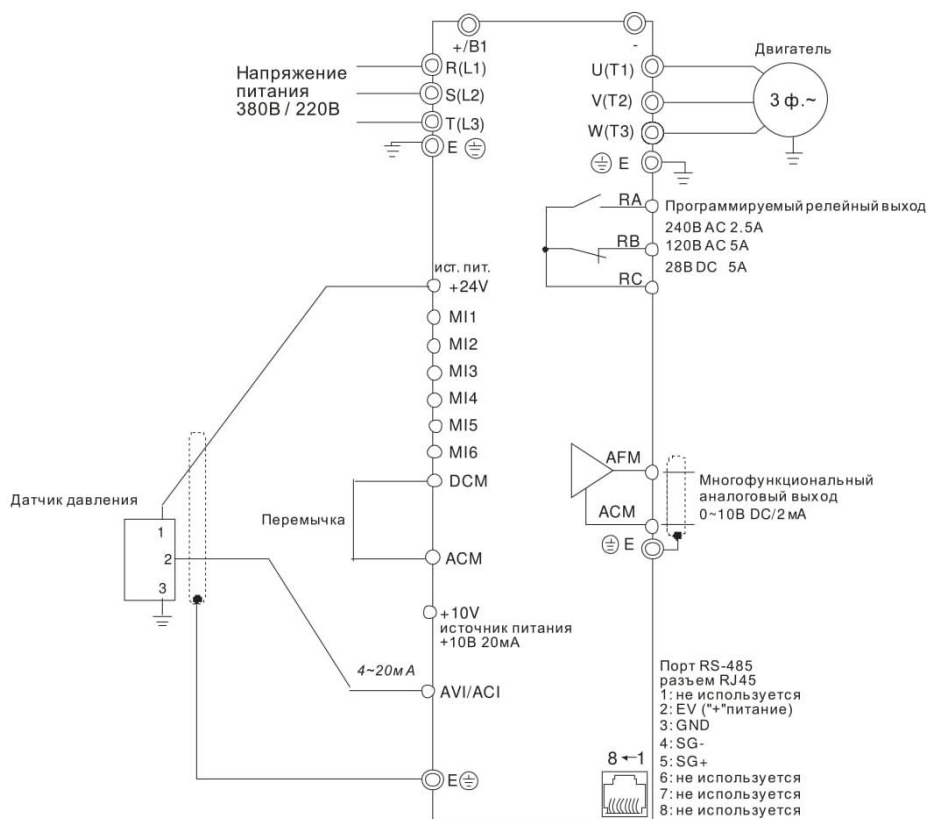 +/B1
-
Напряжение
питания
380В / 220В
R(L1)
S(L2)
T(L3)
E
U(T1)
V(T2)
W(T3)
E
Двигатель
3 ф.~
RA
RB
RC
Программируемый релейный выход
240В AC 2.5A
120В AC 5A
28В DC 5A
ист. пит.
+24V
MI1
MI2
MI3
MI4
MI5
MI6
DCM
Перемычка
ACM
Датчик давления
1
2
3
+10V
источник питания
+10В 20мА
4~20мА
AVI/ACI
E
AFM
ACM
E
Многофункциональный
аналоговый выход
0~10В DC/2мА
Порт RS-485
разъем RJ45
1: не используется
2: EV ("+"питание)
3: GND
4: SG-
5: SG+
6: не используется
7: не используется
8: не используется
8←1